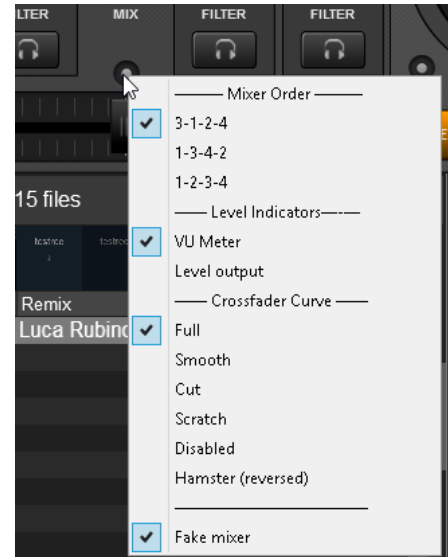 LTER MIX FILTER FILTER
Mixer Order
3-1-2-4
1-3-4-2
1-2-3-4
15 files
Level Indicators
VU Meter
Level output
Remix
Crossfader Curve
Luca Rubino
Full
Smooth
Cut
Scratch
Disabled
Hamster (reversed)
Fake mixer